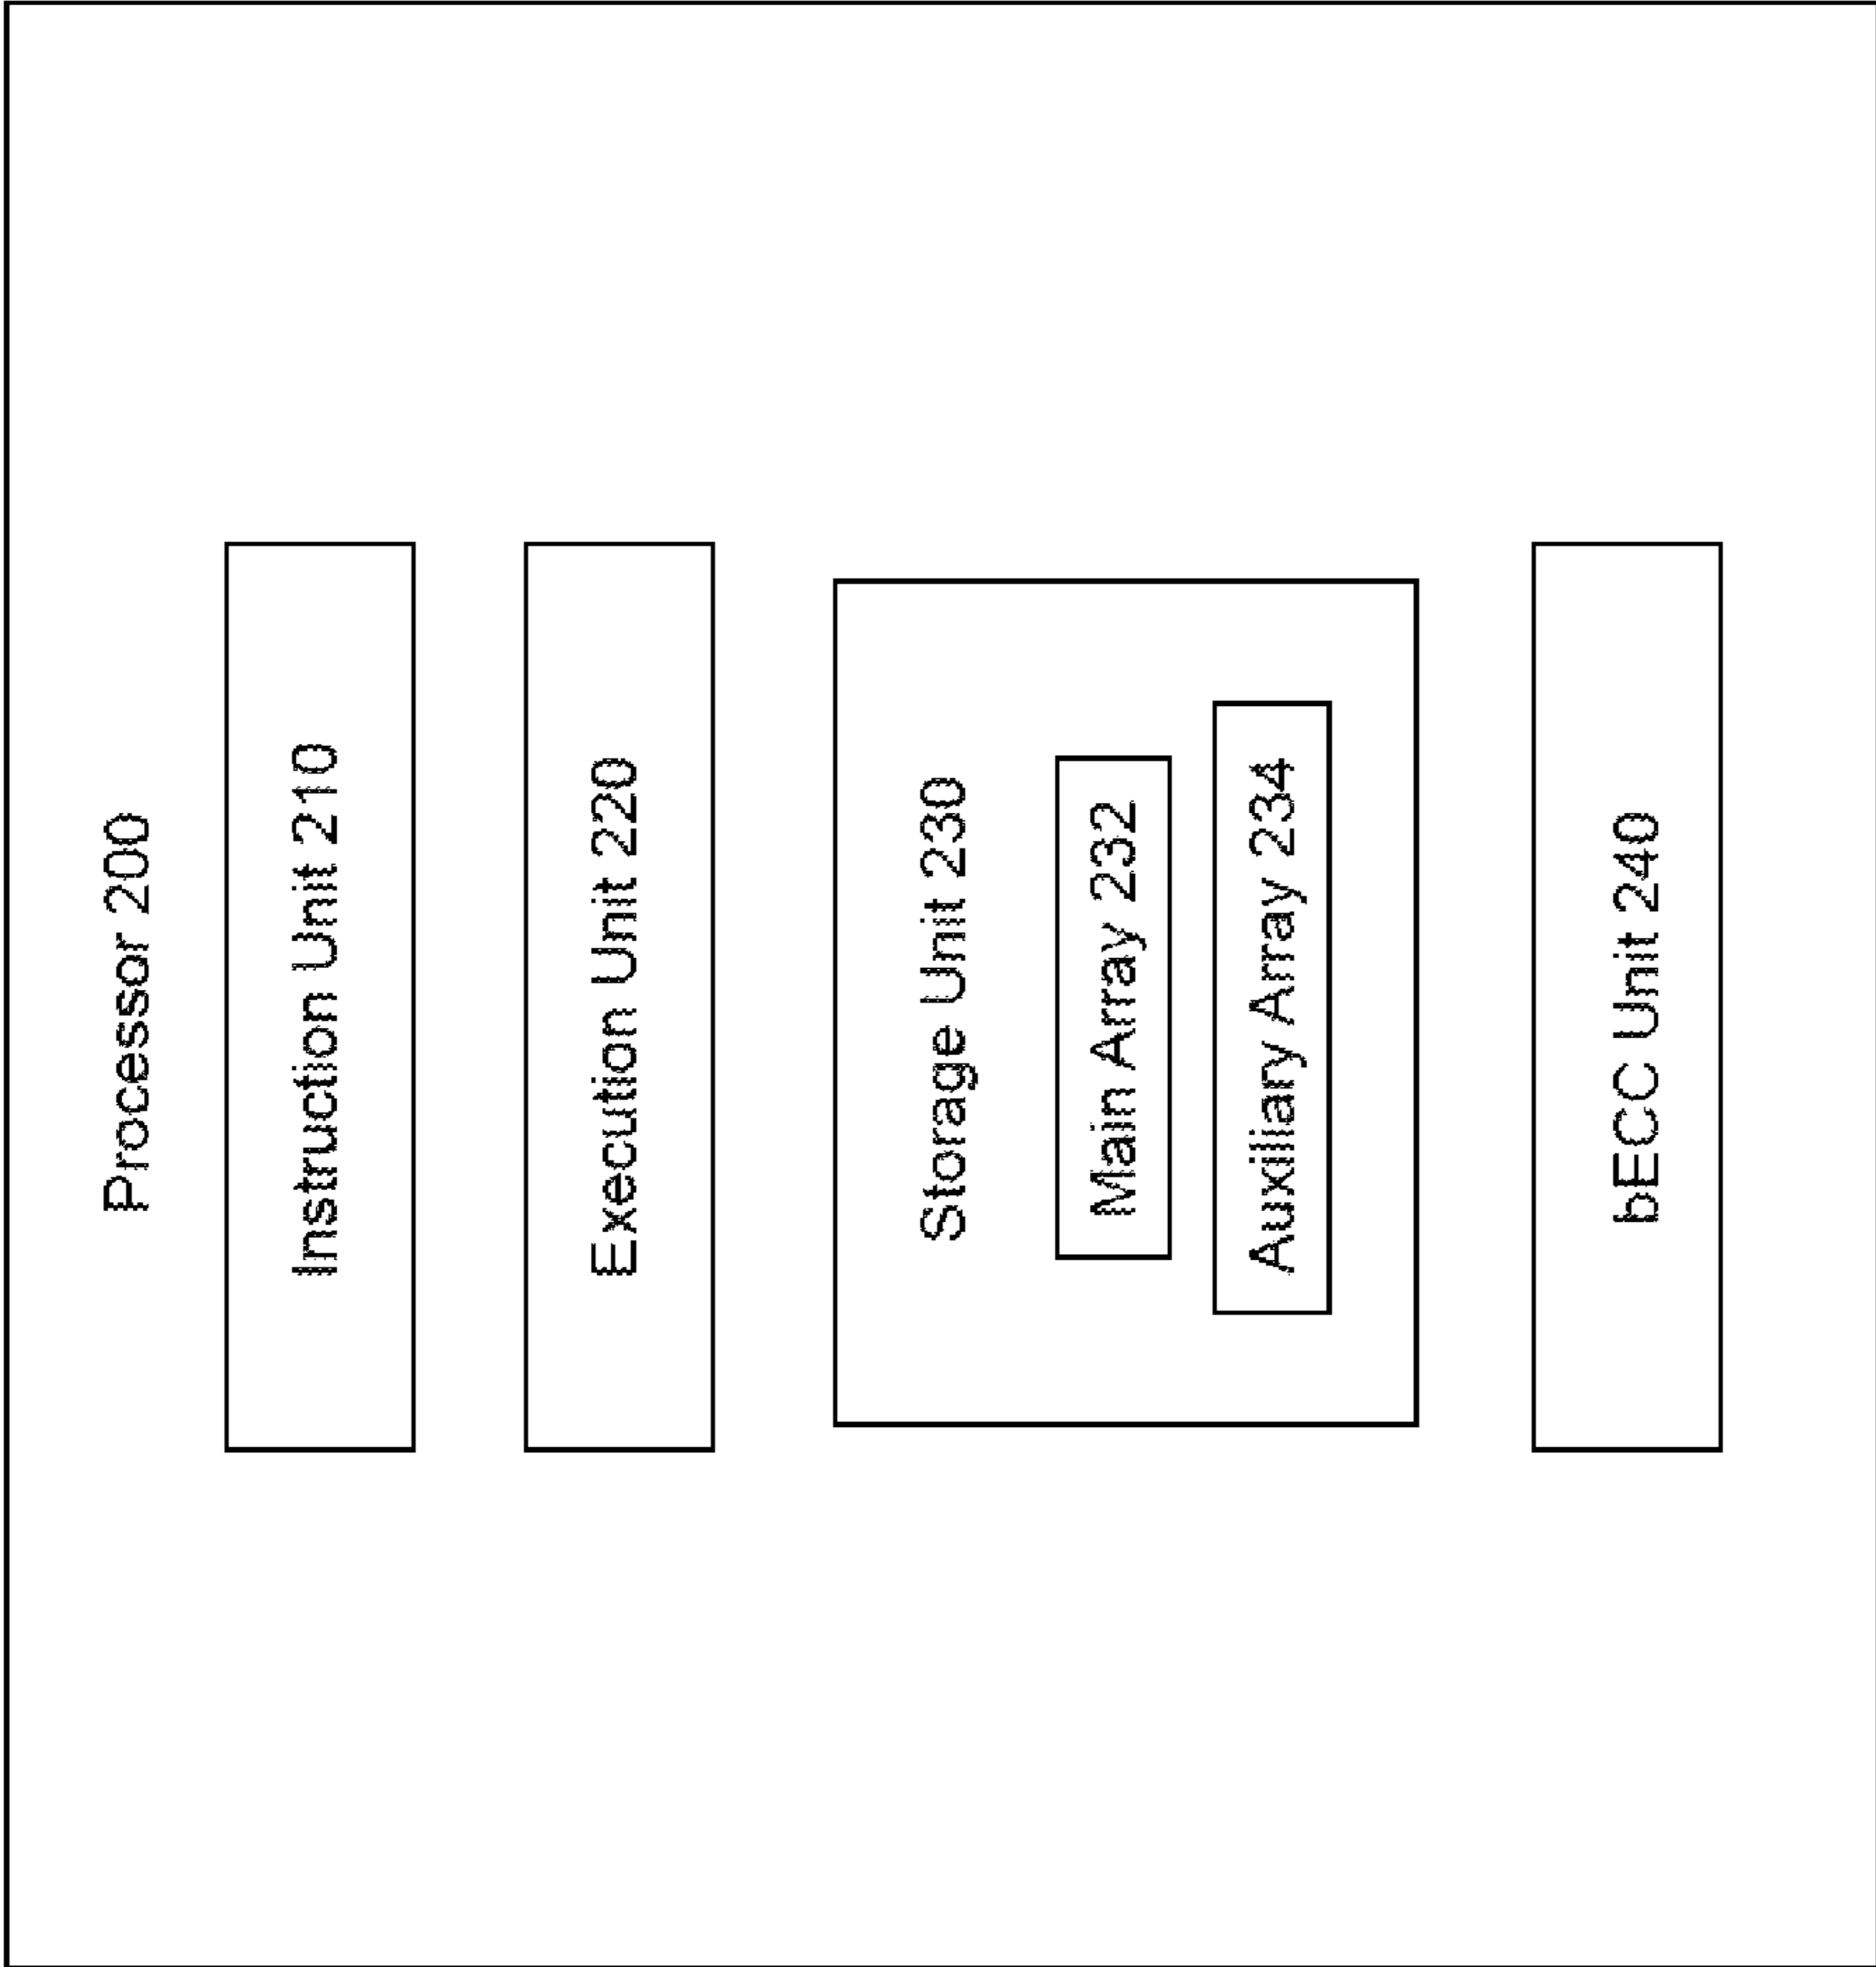 Processor 200
Instruction Unit 210
Execution Unit 220
Storage Unit 230
Main Array 232
Auxiliary Array 234
bECC Unit 240